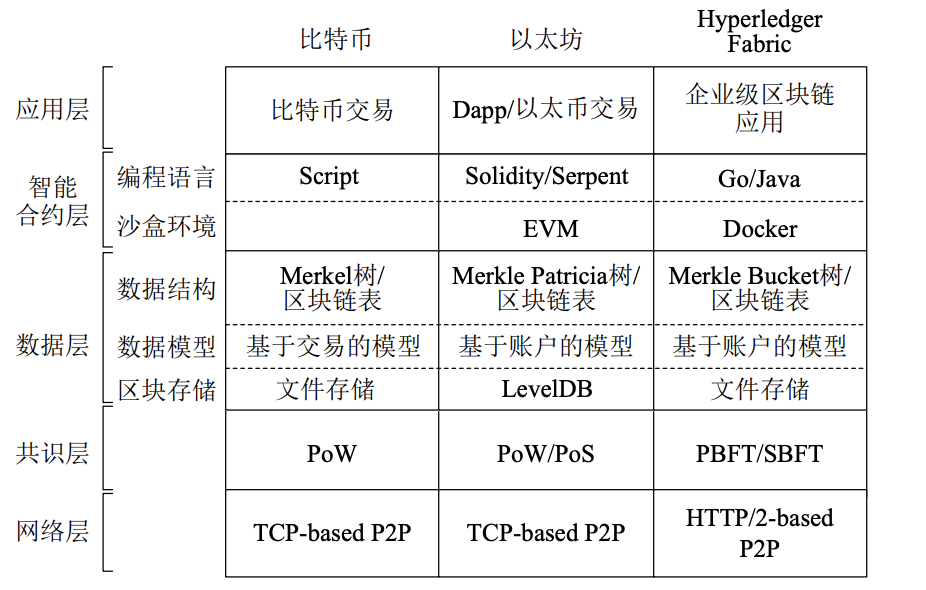 比特币
以太坊
Hyperledger
Fabric
应用层
比特币交易
Dapp/以太币交易
企业级区块链
应用
智能
合约层
编程语言
Script
Solidity/Serpent
Go/Java
沙盒环境
EVM
Docker
数据层
数据结构
Merkel树/
区块链表
Merkle Patricia树/
区块链表
Merkle Bucket树/
区块链表
数据模型
基于交易的模型
基于账户的模型
基于账户的模型
区块存储
文件存储
LevelDB
文件存储
共识层
PoW
PoW/PoS
PBFT/SBFT
网络层
TCP-based P2P
TCP-based P2P
HTTP/2-based
P2P